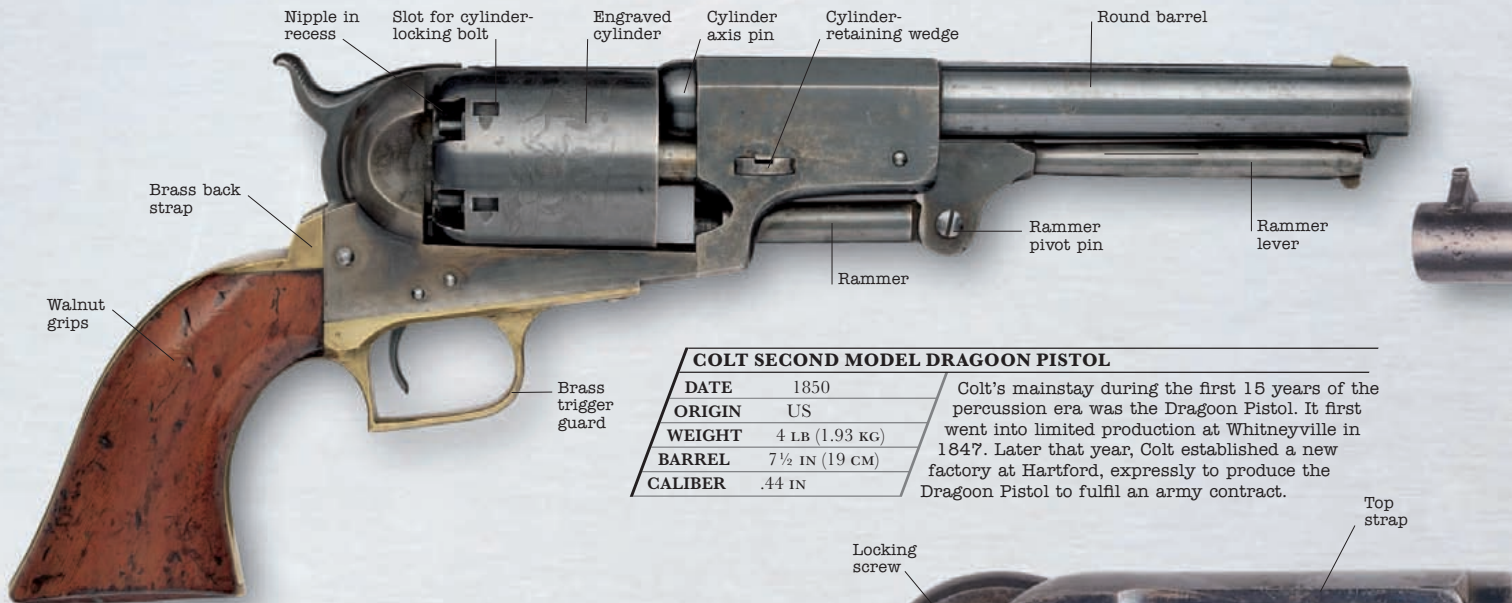 Nipple in
recess
Slot for cylinder-
locking bolt
Engraved
cylinder
Cylinder
axis pin
Cylinder-
retaining wedge
Round barrel
Brass back
strap
Walnut
grips
Rammer
Rammer
pivot pin
Rammer
lever
Brass
trigger
guard
COLT SECOND MODEL DRAGOON PISTOL
DATE 1850
ORIGIN US
WEIGHT 4 LB (1.93 KG)
BARREL 7½ IN (19 CM)
CALIBER .44 IN
Colt's mainstay during the first 15 years of the
percussion era was the Dragoon Pistol. It first
went into limited production at Whitneyville in
1847. Later that year, Colt established a new
factory at Hartford, expressly to produce the
Dragoon Pistol to fulfil an army contract.
Top
strap
Locking
screw